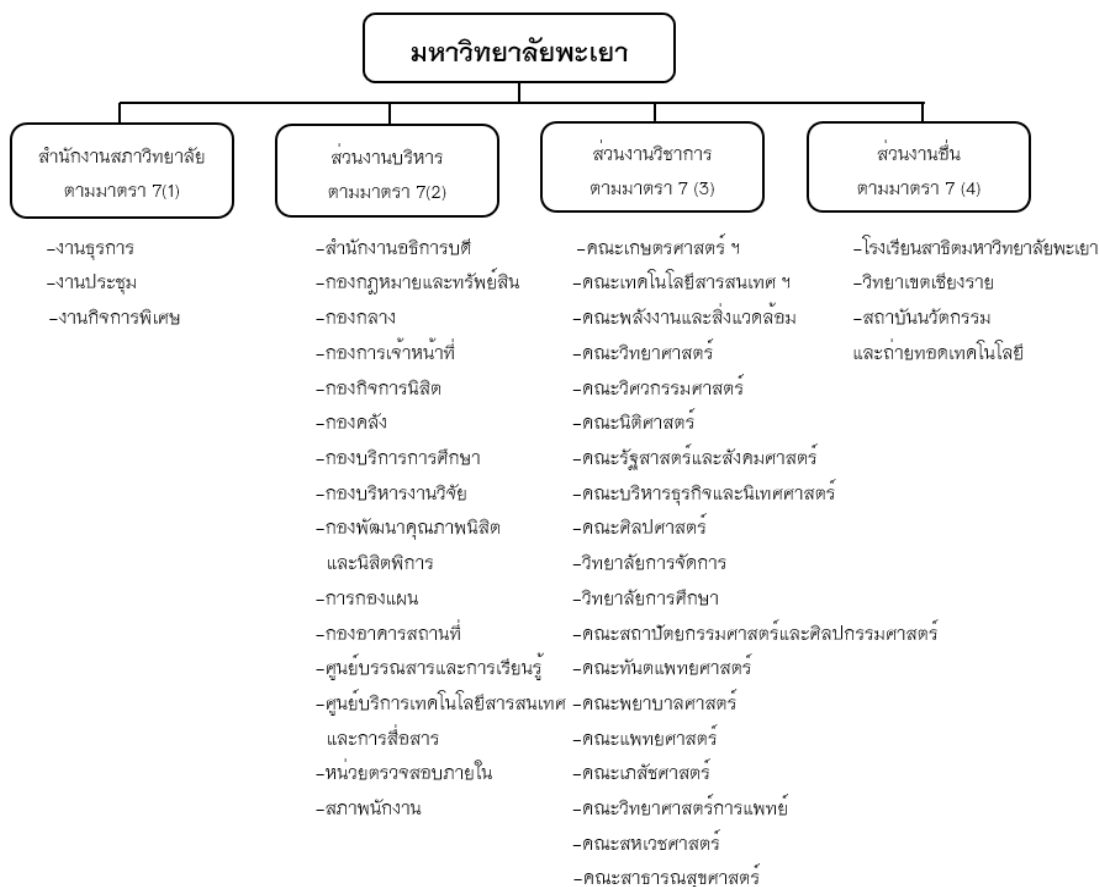 มหาวิทยาลัยพะเยา
สำนักงานสภาวิทยาลัย
ตามมาตรา 7(1)
-งานธุรการ
-งานประชุม
-งานกิจการพิเศษ
ส่วนงานบริหาร
ตามมาตรา 7(2)
-สำนักงานอธิการบดี
-กองกฎหมายและทรัพย์สิน
-กองกลาง
-กองการเจ้าหน้าที่
-กองกิจการนิสิต
-กองคลัง
-กองบริการการศึกษา
-กองบริหารงานวิจัย
-กองพัฒนาคุณภาพนิสิต
และนิสิตพิการ
-การกองแผน
-กองอาคารสถานที่
-ศูนย์บรรณสารและการเรียนรู้
-ศูนย์บริการเทคโนโลยีสารสนเทศ
และการสื่อสาร
-หน่วยตรวจสอบภายใน
-สภาพนักงาน
ส่วนงานวิชาการ
ตามมาตรา 7 (3)
-คณะเกษตรศาสตร์ ฯ
-คณะเทคโนโลยีสารสนเทศ ฯ
-คณะพลังงานและสิ่งแวดล้อม
-คณะวิทยาศาสตร์
-คณะวิศวกรรมศาสตร์
-คณะนิติศาสตร์
-คณะรัฐสาสตร์และสังคมศาสตร์
-คณะบริหารธุรกิจและนิเทศศาสตร์
-คณะศิลปศาสตร์
-วิทยาลัยการจัดการ
-วิทยาลัยการศึกษา
-คณะสถาปัตยกรรมศาสตร์และศิลปกรรมศาสตร์
-คณะทันตแพทยศาสตร์
-คณะพยาบาลศาสตร์
-คณะแพทยศาสตร์
-คณะเภสัชศาสตร์
-คณะวิทยาศาสตร์การแพทย์
-คณะสหเวชศาสตร์
-คณะสาธารณสุขศาสตร์
ส่วนงานอื่น
ตามมาตรา 7 (4)
-โรงเรียนสาธิตมหาวิทยาลัยพะเยา
-วิทยาเขตเชียงราย
-สถาบันนวัตกรรม
และถ่ายทอดเทคโนโลยี